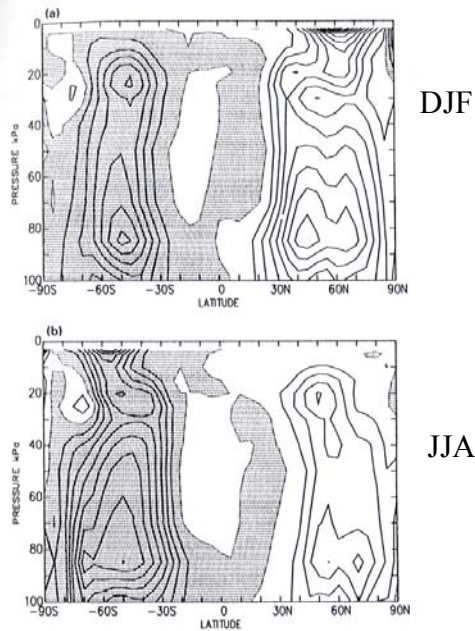 (a)
0
20
40
60
80
100
PRESSURE kPa
-90S -60S -30S 0 30N 60N 90N
LATITUDE
DJF
(b)
0
20
40
60
80
100
PRESSURE kPa
-90S -60S -30S 0 30N 60N 90N
LATITUDE
JJA